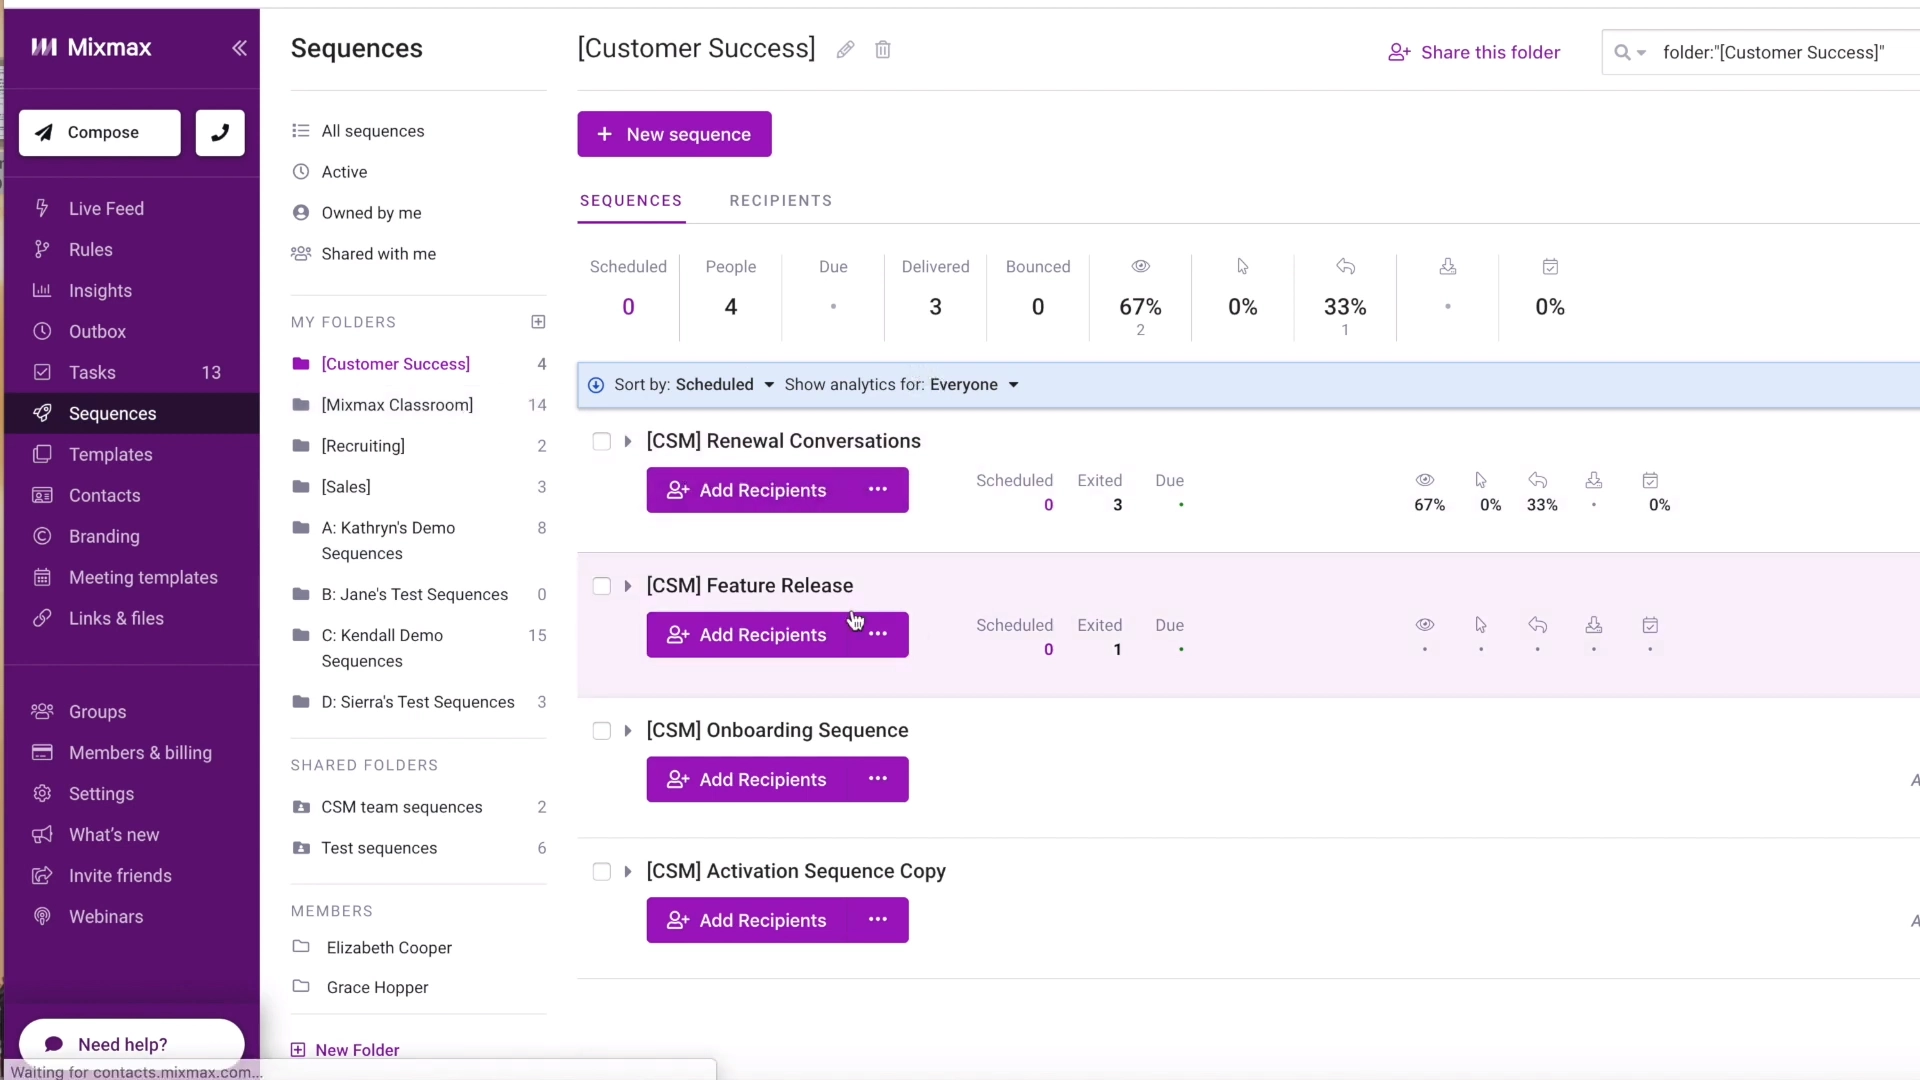 Mixmax
Compose
Live Feed
Rules
Insights
Outbox
Tasks 13
Sequences
Templates
Contacts
Branding
Meeting templates
Links & files
Groups
Members & billing
Settings
What's new
Invite friends
Webinars
Need help?
Waiting for contacts.mixmax.com...
Sequences
All sequences
Active
Owned by me
Shared with me
MY FOLDERS
[Customer Success] 4
[Mixmax Classroom] 14
[Recruiting] 2
[Sales] 3
A: Kathryn's Demo 8
Sequences
B: Jane's Test Sequences 0
C: Kendall Demo 15
Sequences
D: Sierra's Test Sequences 3
SHARED FOLDERS
CSM team sequences 2
Test sequences 6
MEMBERS
Elizabeth Cooper
Grace Hopper
New Folder
[Customer Success]
Share this folder
folder:"[Customer Success]"
+ New sequence
SEQUENCES RECIPIENTS
Scheduled People Due Delivered Bounced
0 4 3 0 67% 0% 33% 0%
2 1
Sort by: Scheduled Show analytics for: Everyone
[CSM] Renewal Conversations
Add Recipients ...
Scheduled Exited Due
0 3 67% 0% 33% 0%
[CSM] Feature Release
Add Recipients ...
Scheduled Exited Due
0 1
[CSM] Onboarding Sequence
Add Recipients ...
A
[CSM] Activation Sequence Copy
Add Recipients ...
A